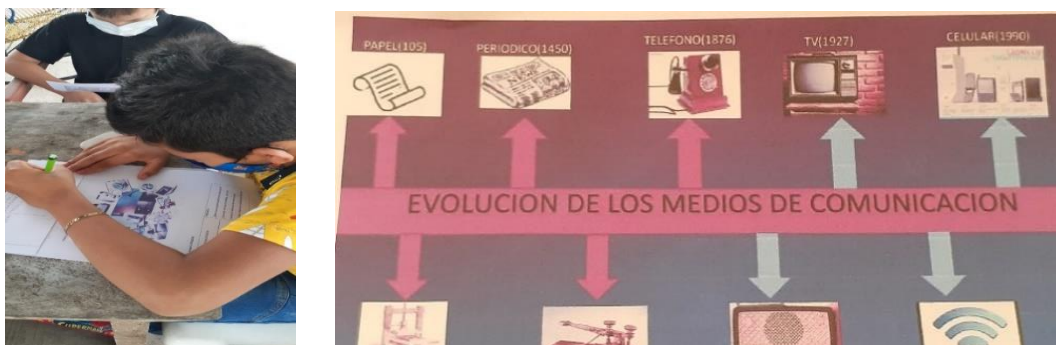 PAPEL(105)
PERIODICO(1450)
TELEFONO(1876)
TV(1927)
CELULAR(1990)
EVOLUCION DE LOS MEDIOS DE COMUNICACION